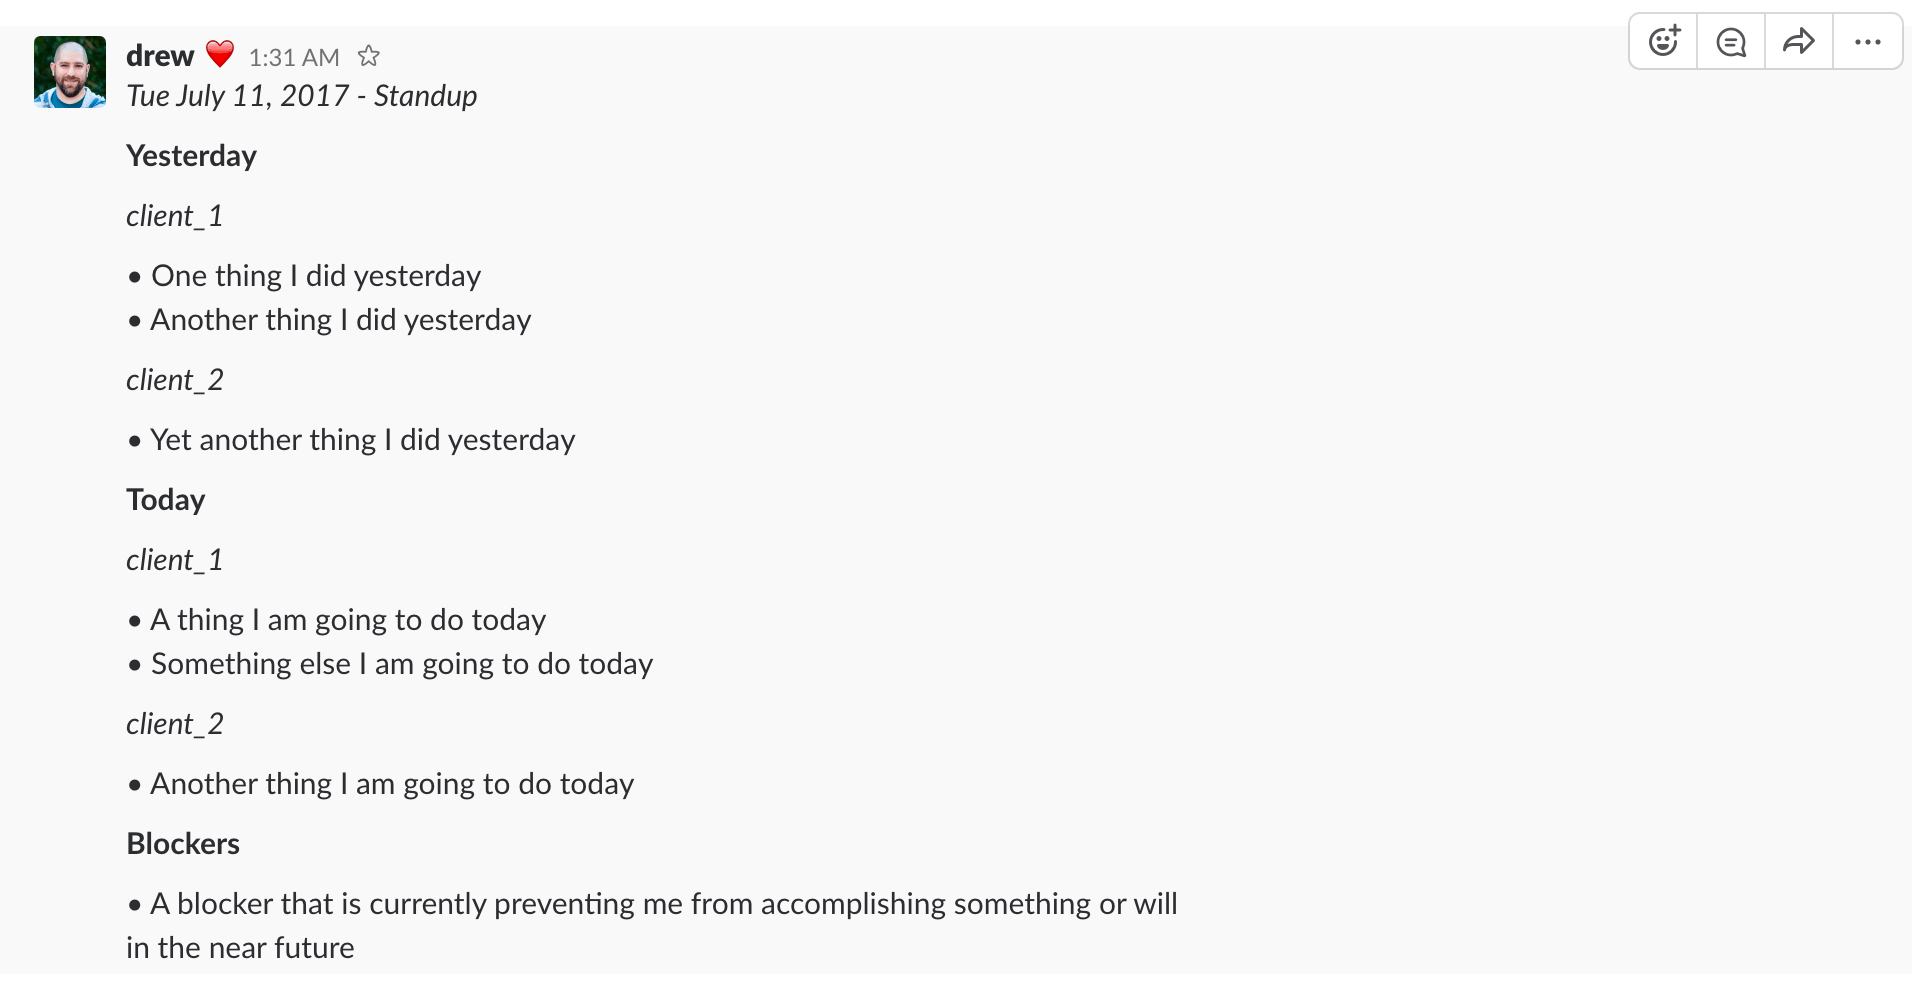 drew ❤️ 1:31 AM
Tue July 11, 2017 - Standup
Yesterday
client_1
• One thing I did yesterday
• Another thing I did yesterday
client_2
• Yet another thing I did yesterday
Today
client_1
• A thing I am going to do today
• Something else I am going to do today
client_2
• Another thing I am going to do today
Blockers
• A blocker that is currently preventing me from accomplishing something or will
in the near future